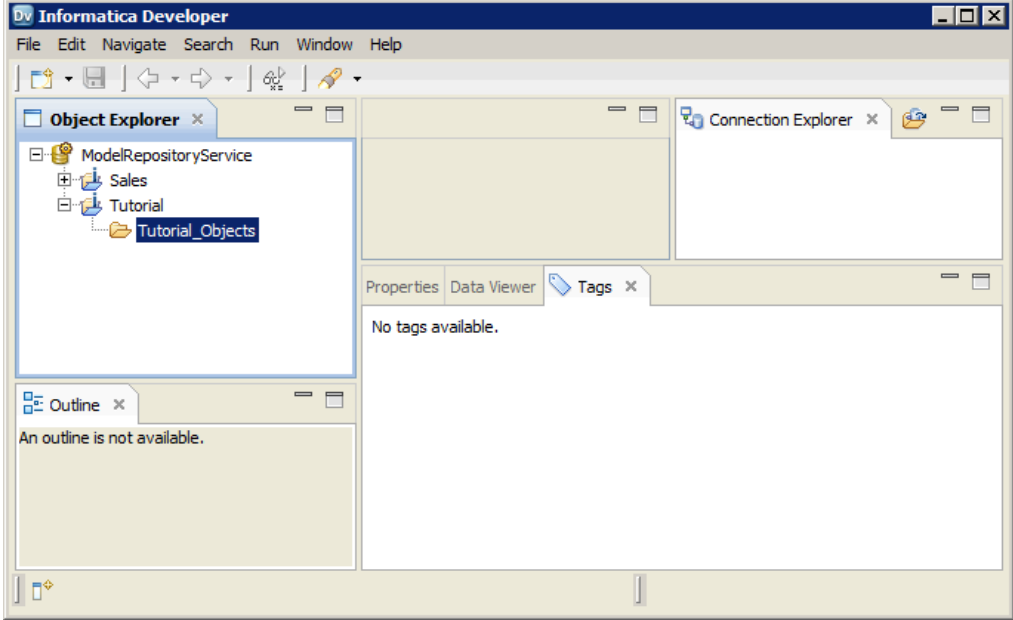 Dv Informatica Developer
File Edit Navigate Search Run Window Help
Object Explorer
Connection Explorer
ModelRepositoryService
Sales
Tutorial
Tutorial_Objects
Properties Data Viewer Tags
No tags available.
Outline
An outline is not available.